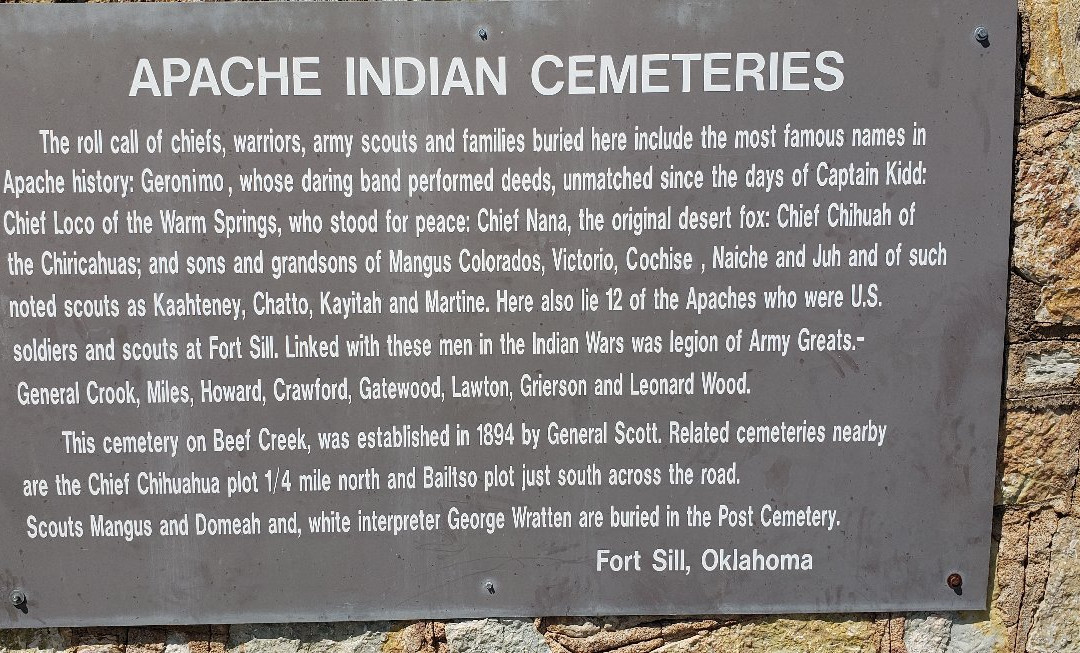 APACHE INDIAN CEMETERIES
The roll call of chiefs, warriors, army scouts and families buried here include the most famous names in
Apache history: Geronimo , whose daring band performed deeds, unmatched since the days of Captain Kidd:
Chief Loco of the Warm Springs, who stood for peace: Chief Nana, the original desert fox: Chief Chihuah of
the Chiricahuas; and sons and grandsons of Mangus Colorados, Victorio, Cochise , Naiche and Juh and of such
noted scouts as Kaahteney, Chatto, Kayitah and Martine. Here also lie 12 of the Apaches who were U.S.
soldiers and scouts at Fort Sill. Linked with these men in the Indian Wars was legion of Army Greats.-
General Crook, Miles, Howard, Crawford, Gatewood, Lawton, Grierson and Leonard Wood.
This cemetery on Beef Creek, was established in 1894 by General Scott. Related cemeteries nearby
are the Chief Chihuahua plot 1/4 mile north and Bailtso plot just south across the road.
Scouts Mangus and Domeah and, white interpreter George Wratten are buried in the Post Cemetery.
Fort Sill, Oklahoma